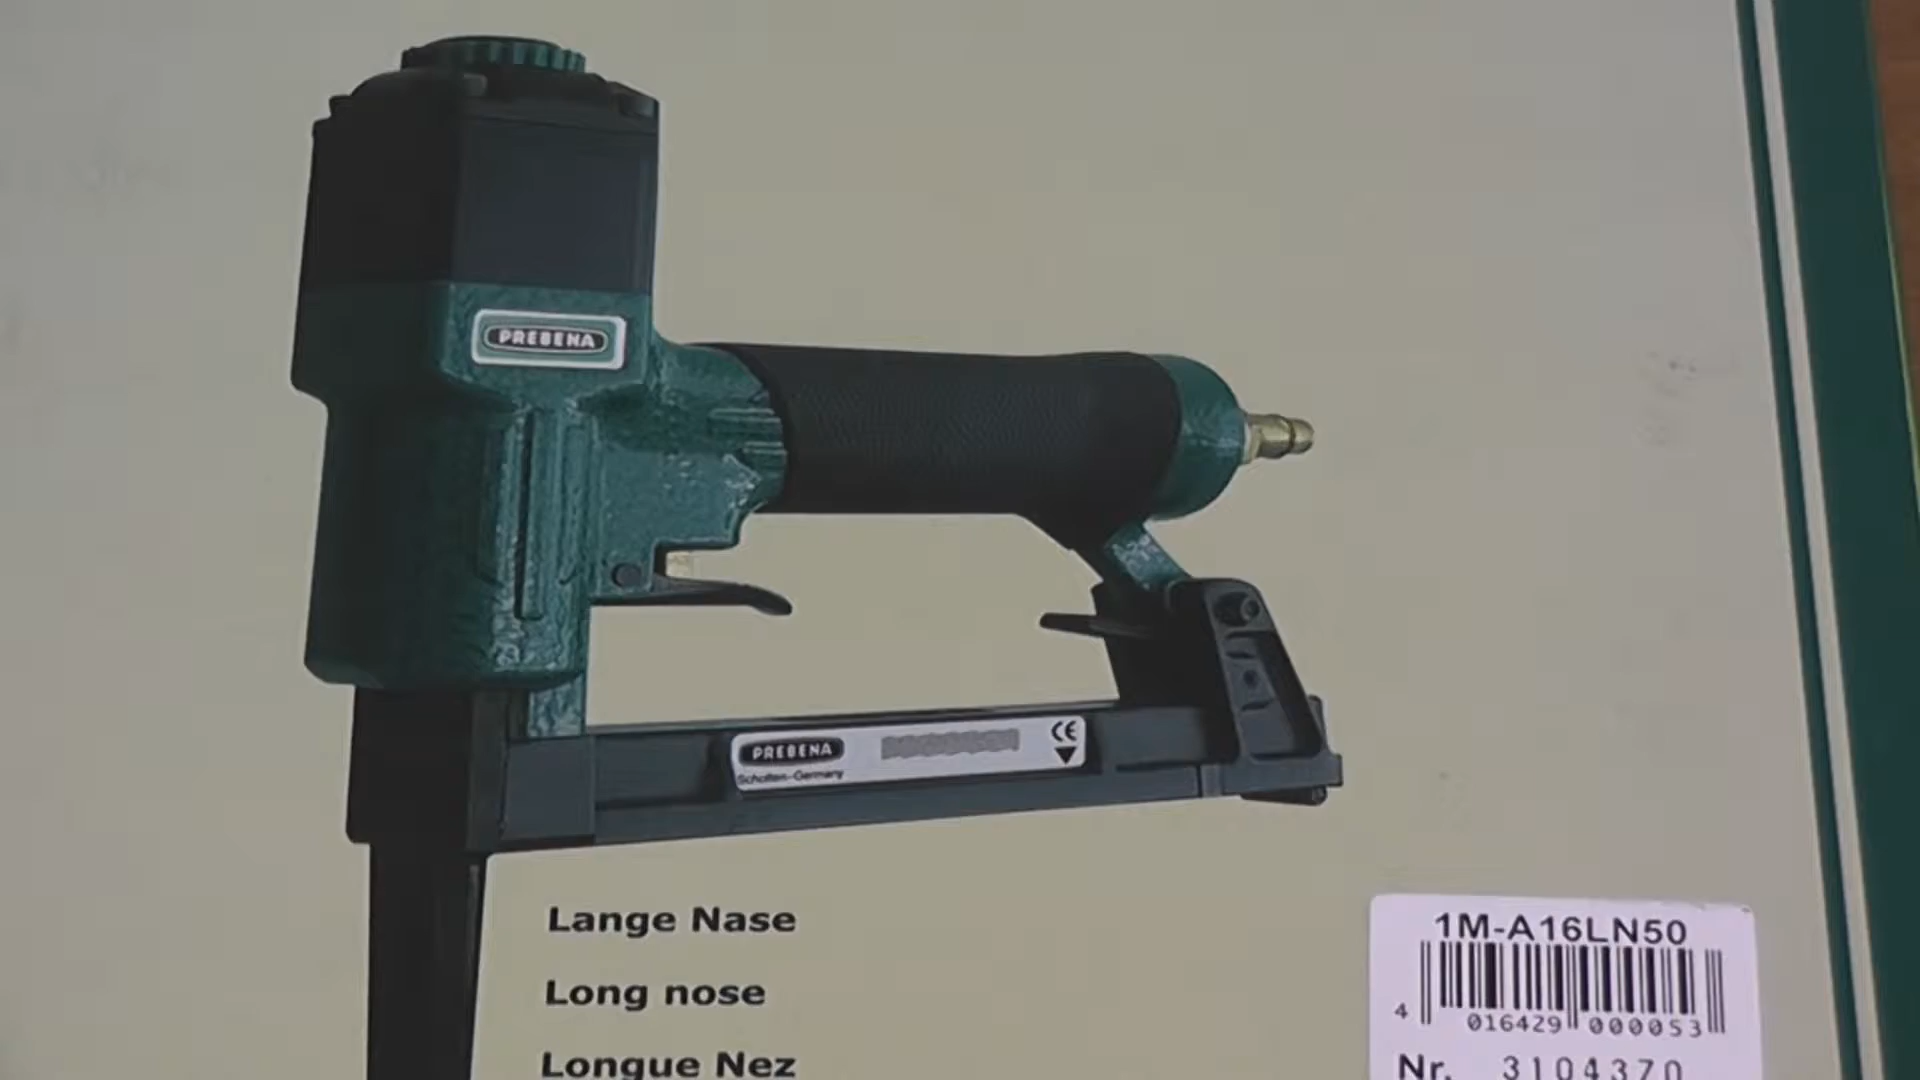 PREBENA
PREBENA
Schotten-Germany
CE
Lange Nase
Long nose
Longue Nez
1M-A16LN50
4 016429 000053
Nr. 3104370